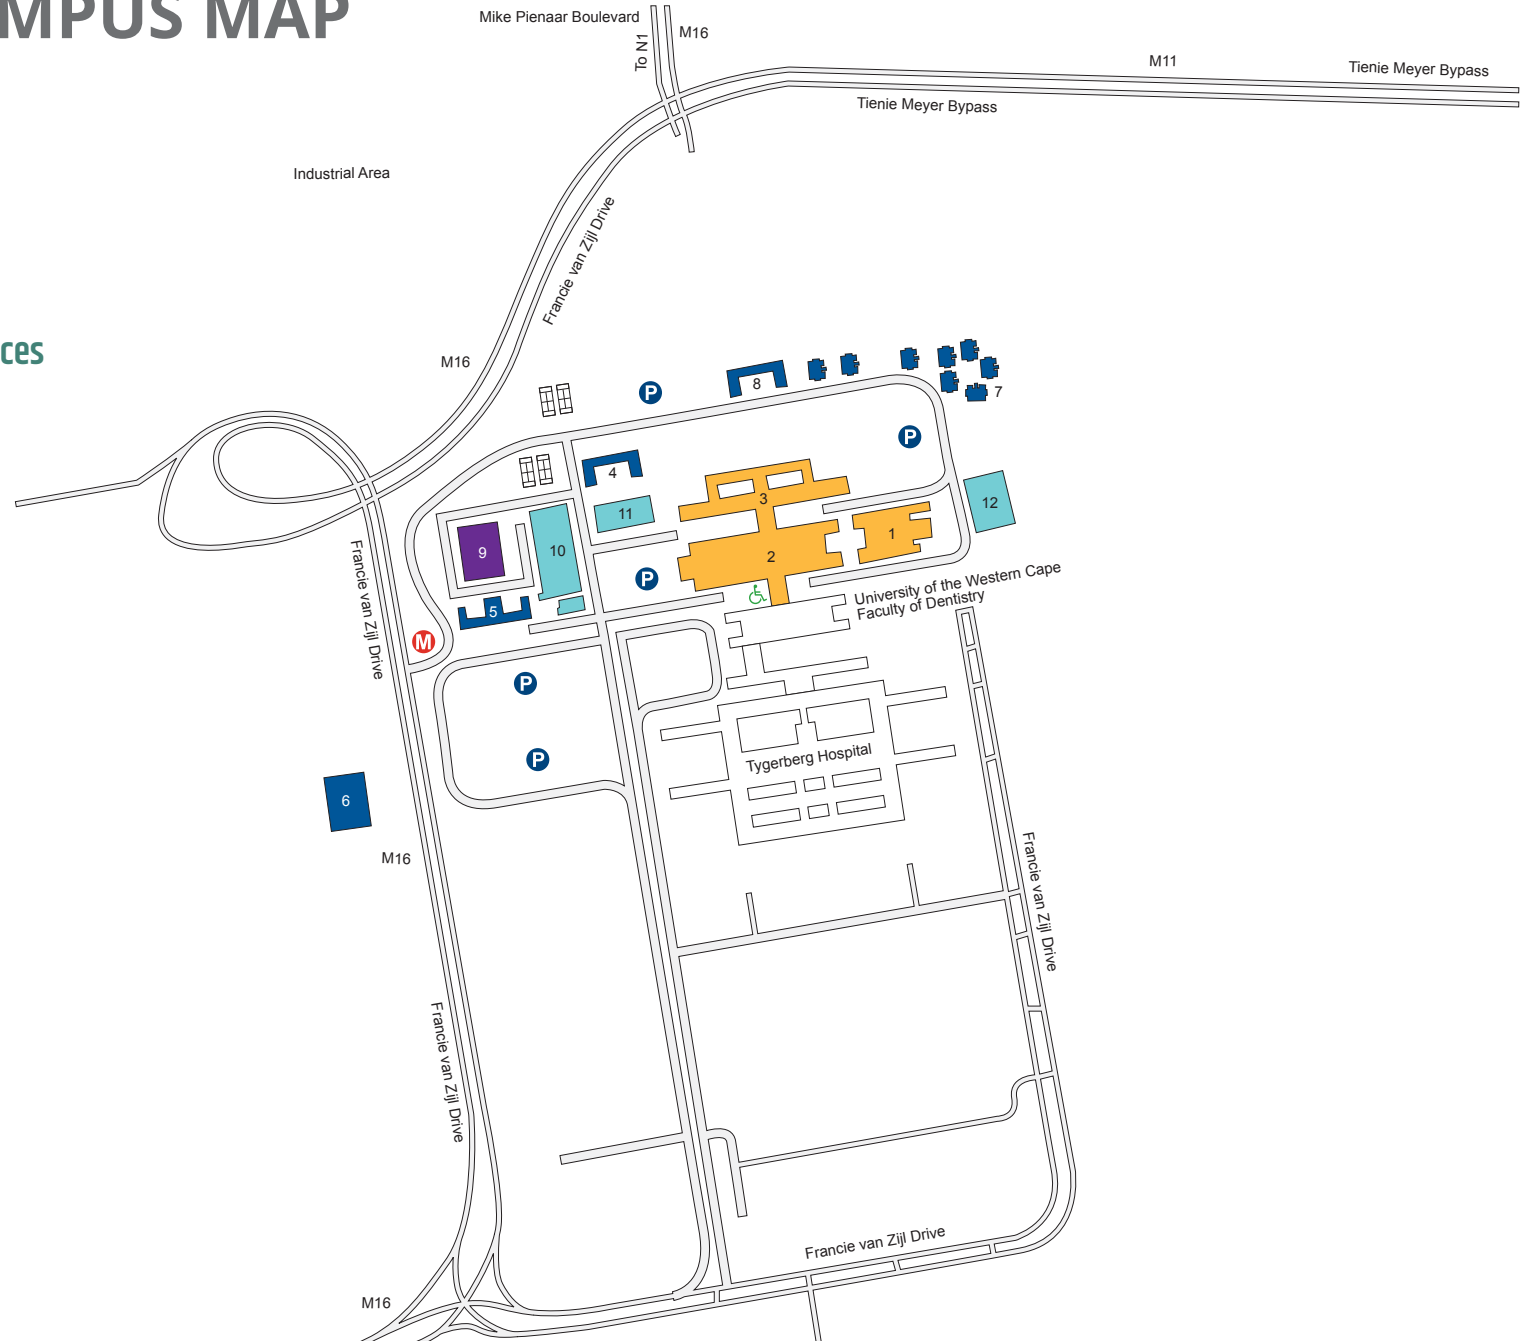 MPUS MAP
Mike Pienaar Boulevard
M16
To N1
M11
Tienie Meyer Bypass
Tienie Meyer Bypass
Industrial Area
Francie van Zijl Drive
ces
M16
P
8
7
P
4
3
12
11
1
9
10
2
P
5
University of the Western Cape
Faculty of Dentistry
M
Francie van Zijl Drive
P
P
Tygerberg Hospital
6
M16
Francie van Zijl Drive
Francie van Zijl Drive
Francie van Zijl Drive
M16